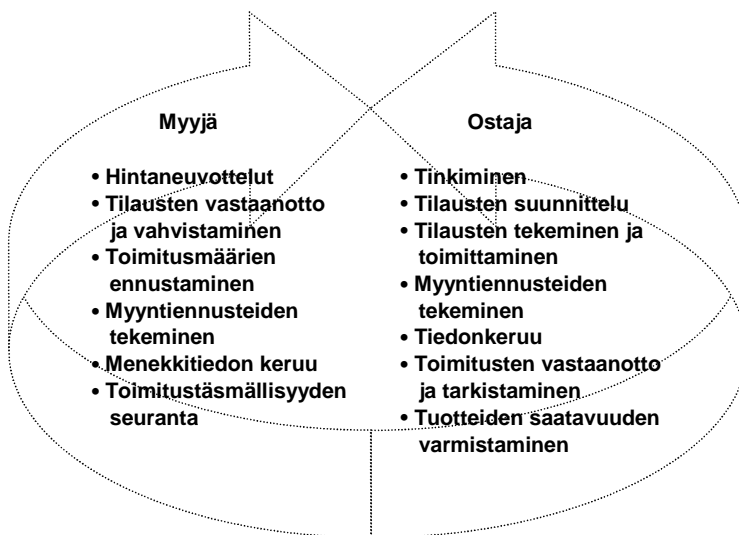 Myyjä
• Hintaneuvottelut
• Tilausten vastaanotto
ja vahvistaminen
• Toimitusmäärien
ennustaminen
• Myyntiennusteiden
tekeminen
• Menekkitiedon keruu
• Toimitustäsmällisyyden
seuranta
Ostaja
• Tinkiminen
• Tilausten suunnittelu
• Tilausten tekeminen ja
toimittaminen
• Myyntiennusteiden
tekeminen
• Tiedonkeruu
• Toimitusten vastaanotto
ja tarkistaminen
• Tuotteiden saatavuuden
varmistaminen